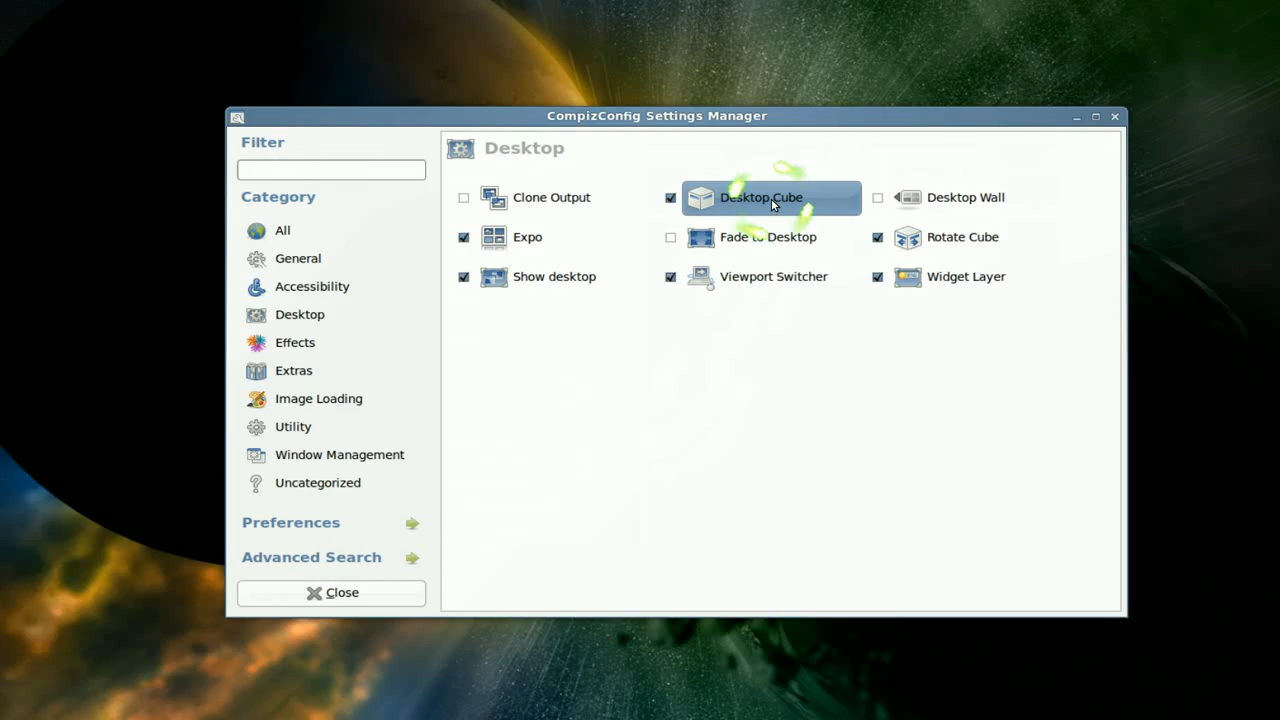 CompizConfig Settings Manager
Filter
Category
All
General
Accessibility
Desktop
Effects
Extras
Image Loading
Utility
Window Management
Uncategorized
Preferences
Advanced Search
Close
Desktop
Clone Output
Desktop Cube
Desktop Wall
Expo
Fade to Desktop
Rotate Cube
Show desktop
Viewport Switcher
Widget Layer